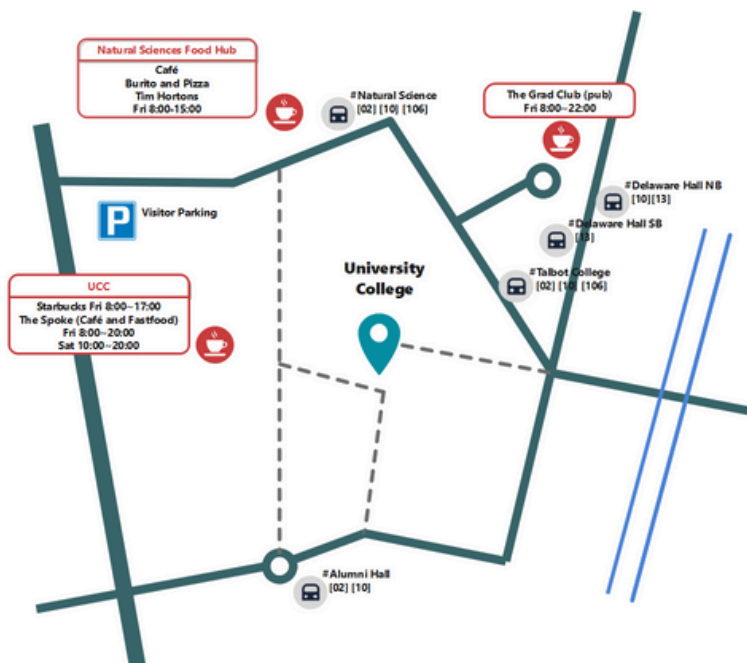 Natural Sciences Food Hub
Café
Burito and Pizza
Tim Hortons
Fri 8:00-15:00
#Natural Science
[02] [10] [106]
The Grad Club (pub)
Fri 8:00~22:00
P
Visitor Parking
#Delaware Hall NB
[10][13]
#Delaware Hall SB
[13]
#Talbot College
[02] [10] [106]
University
College
UCC
Starbucks Fri 8:00~17:00
The Spoke (Café and Fastfood)
Fri 8:00~20:00
Sat 10:00~20:00
#Alumni Hall
[02] [10]